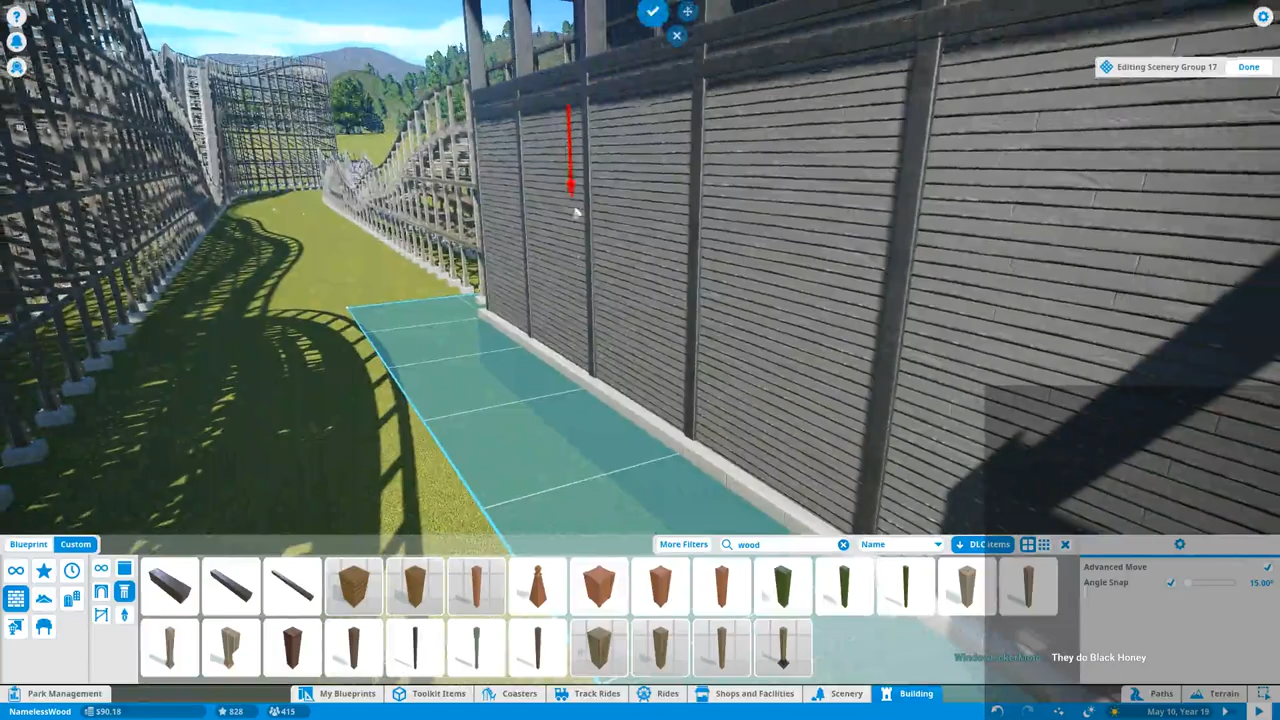 Editing Scenery Group 17 Done
Blueprint Custom More Filters wood Name DLC items
Advanced Move
Angle Snap 15.00°
They do Black Honey
Park Management My Blueprints Toolkit Items Coasters Track Rides Rides Shops and Facilities Scenery Building Paths Terrain
NamelessWood $90.18 828 415 May 10, Year 19